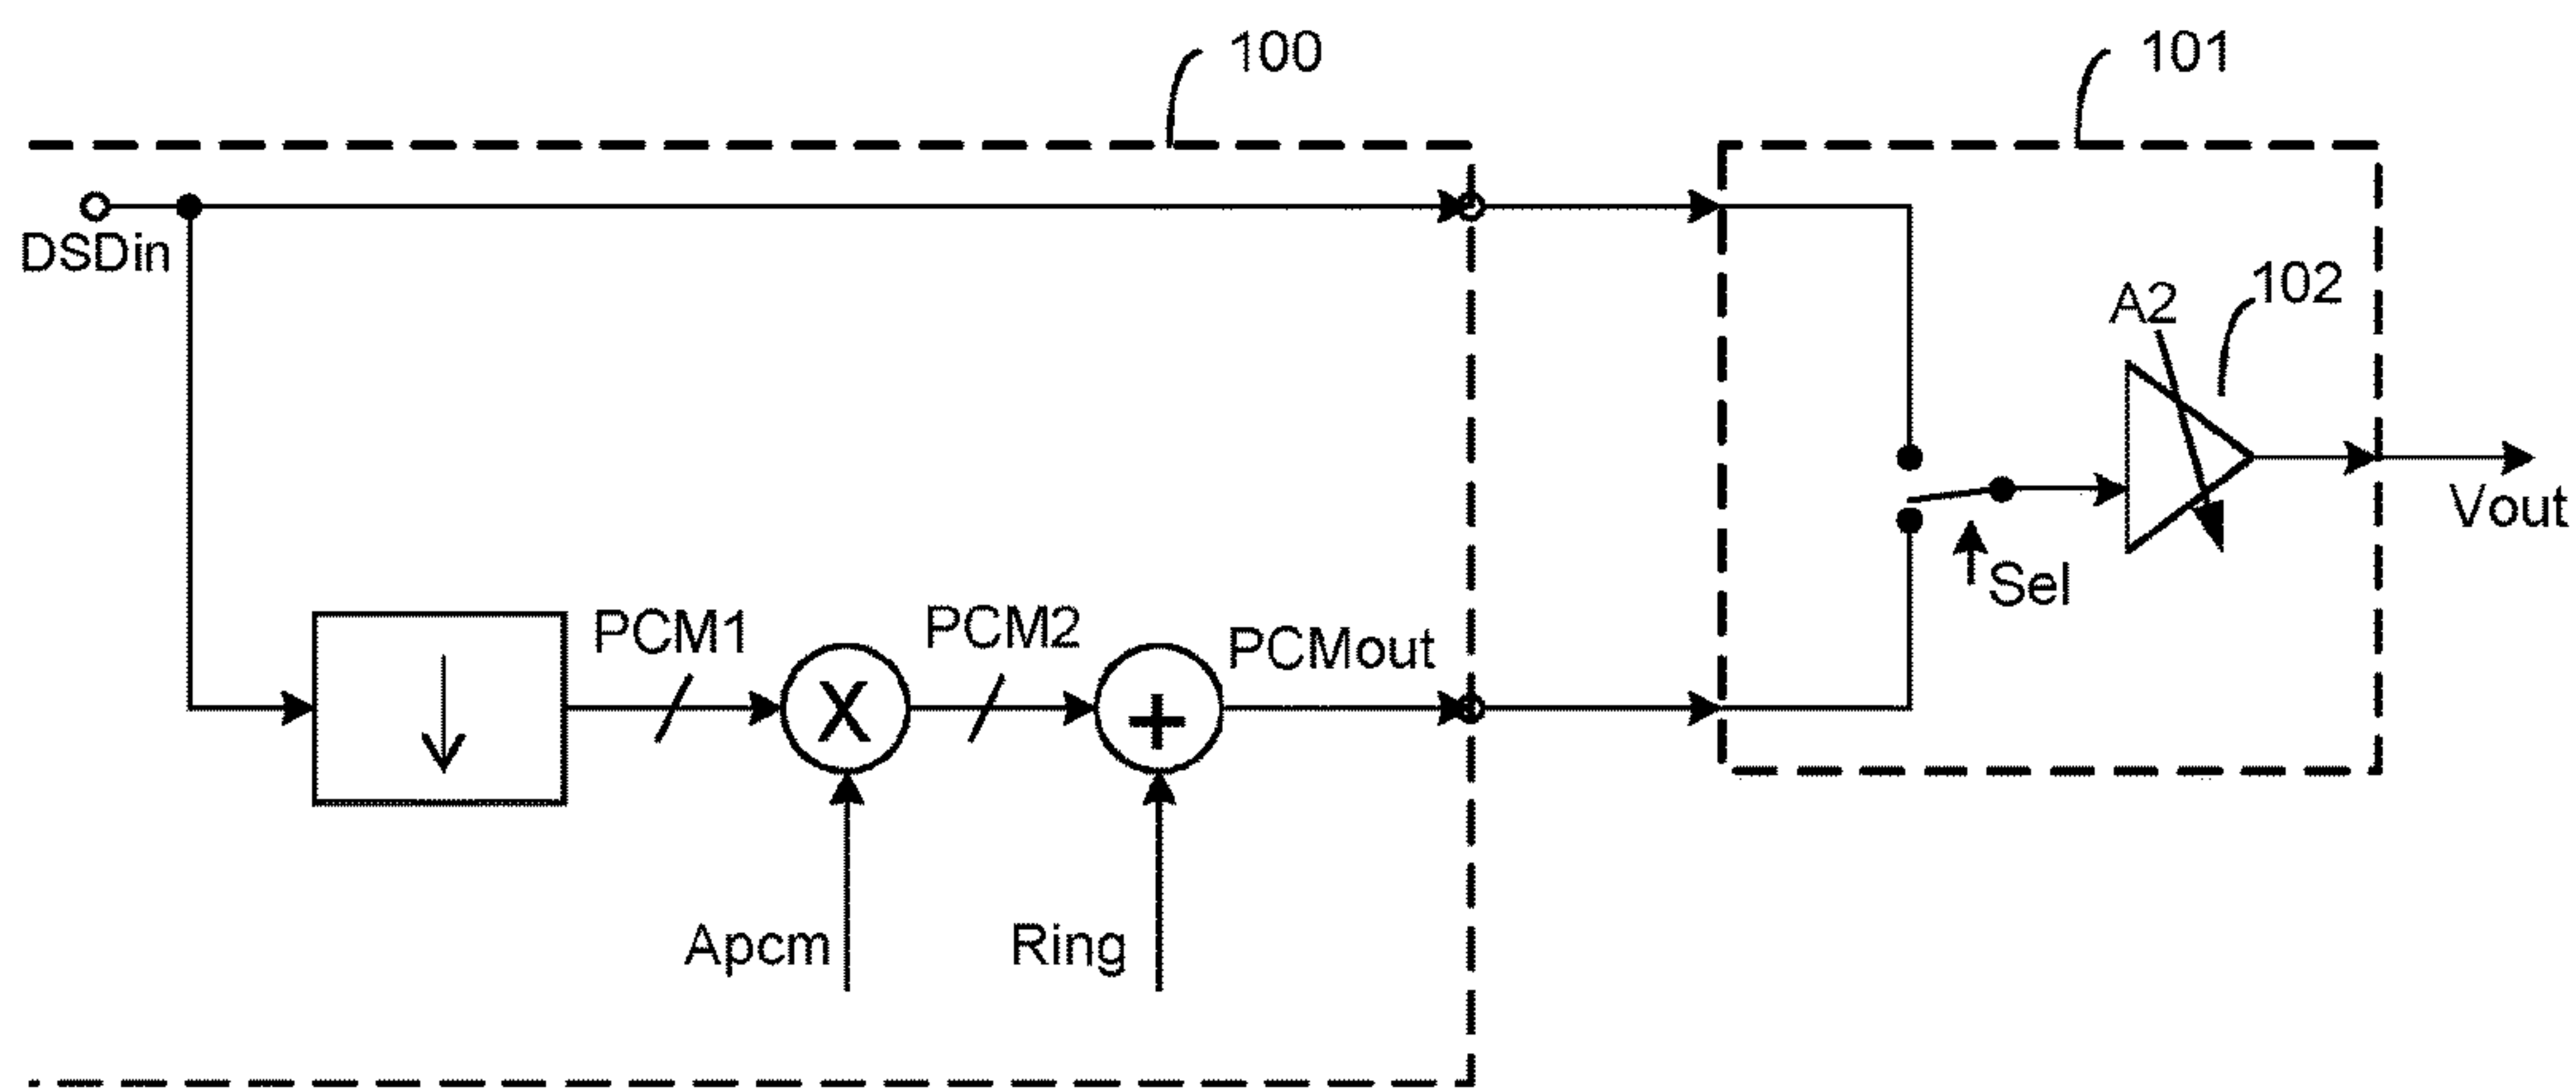 100
101
DSDin
A2
102
Vout
Sel
PCM1
PCM2
PCMout
X
+
Apcm
Ring